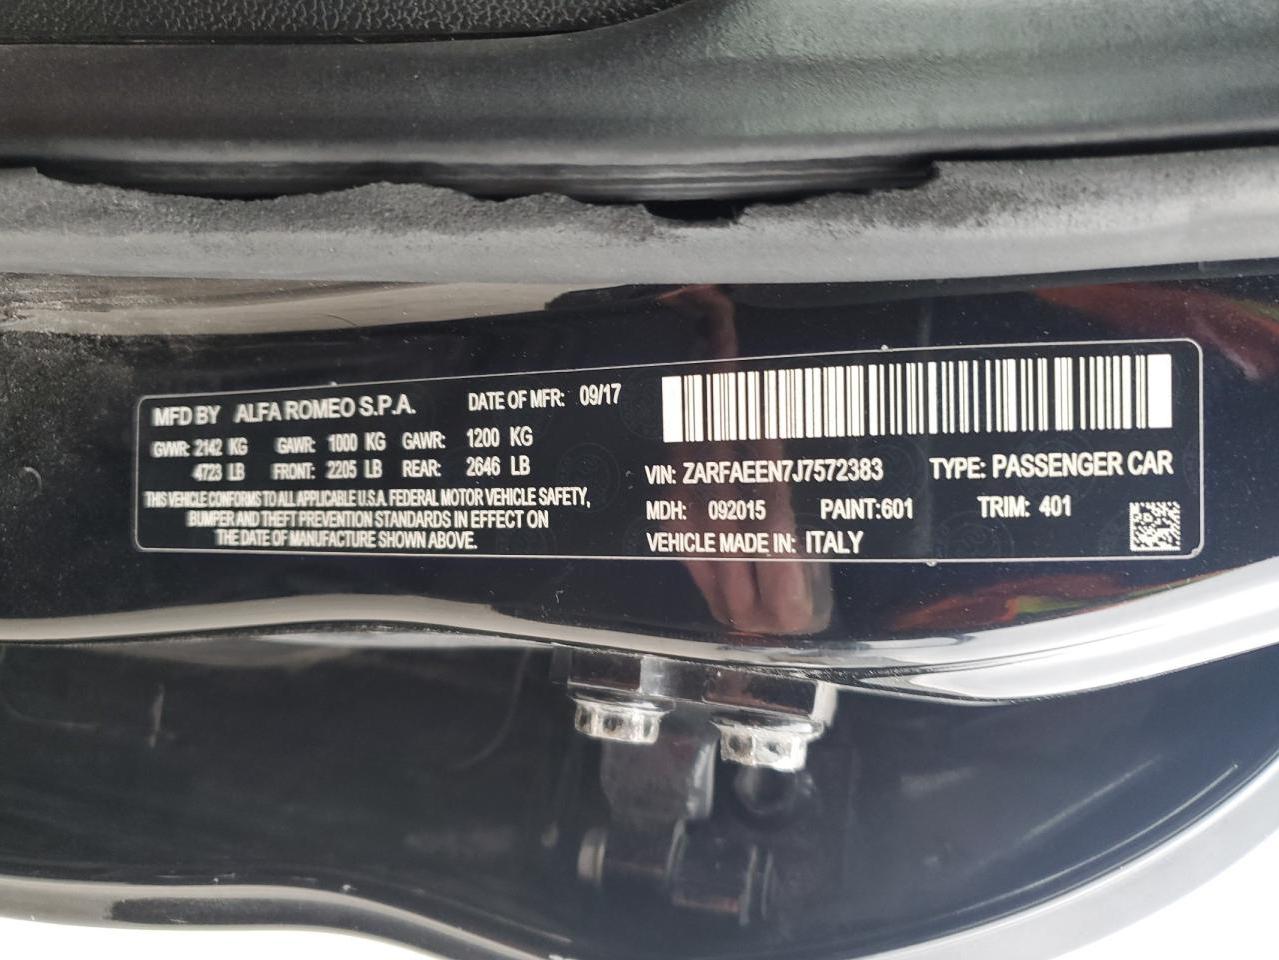 MFD BY ALFA ROMEO S.P.A. DATE OF MFR: 09/17
GVWR: 2142 KG GAWR: 1000 KG GAWR: 1200 KG
4723 LB FRONT: 2205 LB REAR: 2646 LB
THIS VEHICLE CONFORMS TO ALL APPLICABLE U.S.A. FEDERAL MOTOR VEHICLE SAFETY,
BUMPER AND THEFT PREVENTION STANDARDS IN EFFECT ON
THE DATE OF MANUFACTURE SHOWN ABOVE.
VIN: ZARFAEEN7J7572383 TYPE: PASSENGER CAR
MDH: 092015 PAINT:601 TRIM: 401
VEHICLE MADE IN: ITALY